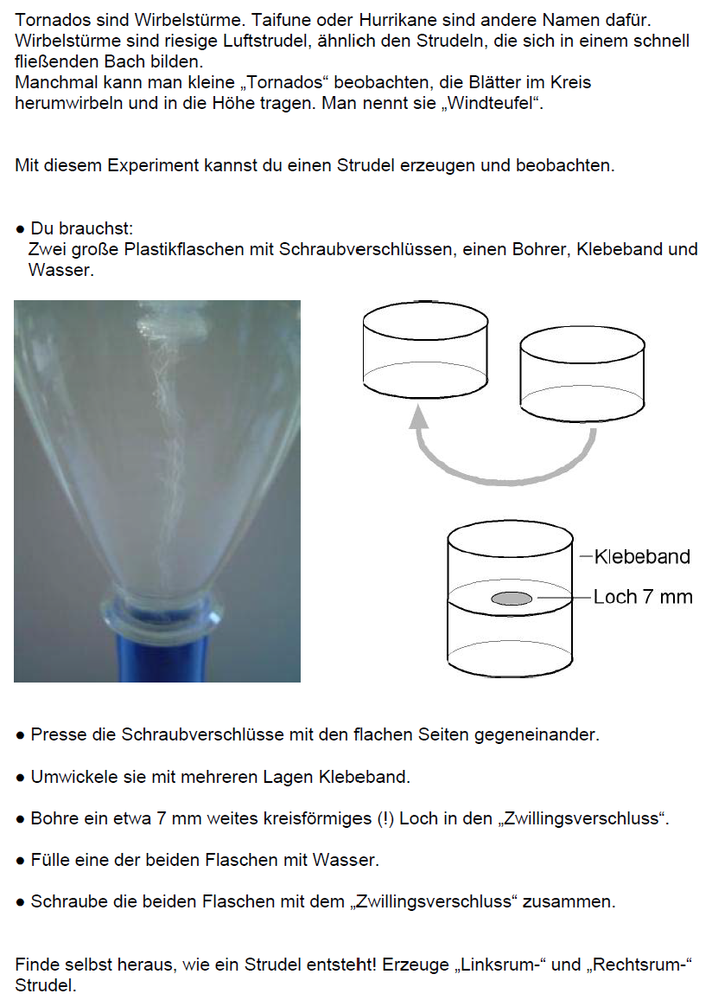 Tornados sind Wirbelstürme. Taifune oder Hurrikane sind andere Namen dafür.
Wirbelstürme sind riesige Luftstrudel, ähnlich den Strudeln, die sich in einem schnell
fließenden Bach bilden.
Manchmal kann man kleine „Tornados“ beobachten, die Blätter im Kreis
herumwirbeln und in die Höhe tragen. Man nennt sie „Windteufel“.
Mit diesem Experiment kannst du einen Strudel erzeugen und beobachten.
● Du brauchst:
Zwei große Plastikflaschen mit Schraubverschlüssen, einen Bohrer, Klebeband und
Wasser.
Klebeband
Loch 7 mm
● Presse die Schraubverschlüsse mit den flachen Seiten gegeneinander.
● Umwickele sie mit mehreren Lagen Klebeband.
● Bohre ein etwa 7 mm weites kreisförmiges (!) Loch in den „Zwillingsverschluss“.
● Fülle eine der beiden Flaschen mit Wasser.
● Schraube die beiden Flaschen mit dem „Zwillingsverschluss“ zusammen.
Finde selbst heraus, wie ein Strudel entsteht! Erzeuge „Linksrum-“ und „Rechtsrum-“
Strudel.